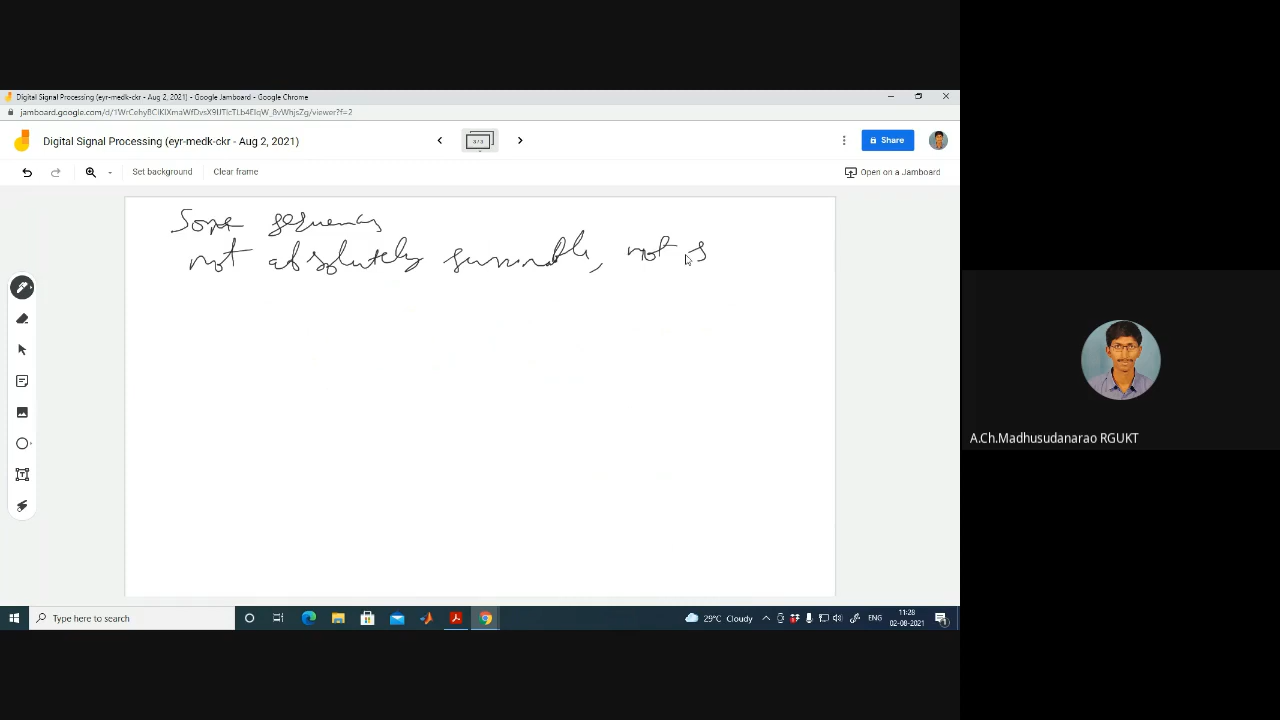 Digital Signal Processing (eyr-medk-ckr - Aug 2, 2021) - Google Jamboard - Google Chrome
Digital Signal Processing (eyr-medk-ckr - Aug 2, 2021)
3 / 3
Share
Set background
Clear frame
Open on a Jamboard
Some sequences
not absolutely summable, not s
A.Ch.Madhusudanarao RGUKT
Type here to search
29°C Cloudy
ENG
11:28
02-08-2021